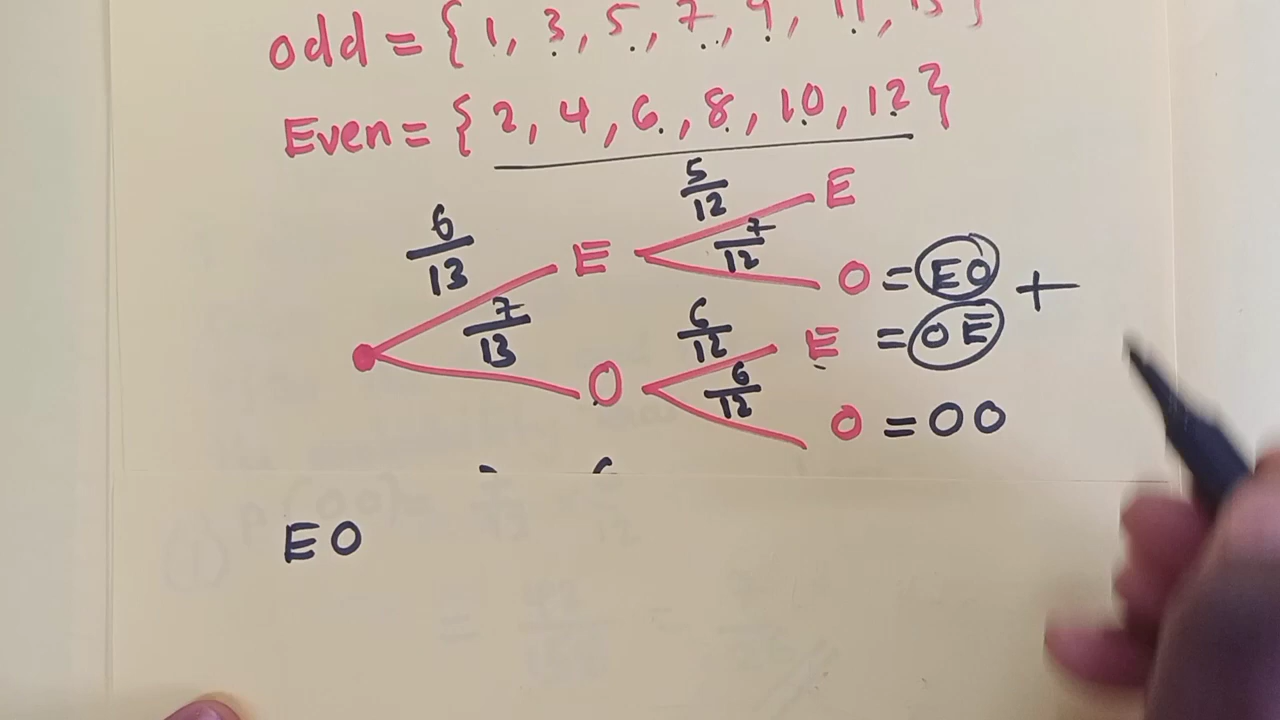 odd = { 1, 3, 5, 7, 9, 11, 13 }
Even = { 2, 4, 6, 8, 10, 12 }
5/12 E
6/13 E 7/12 O = EO +
7/13 6/12 E = OE
O 6/12 O = OO
EO